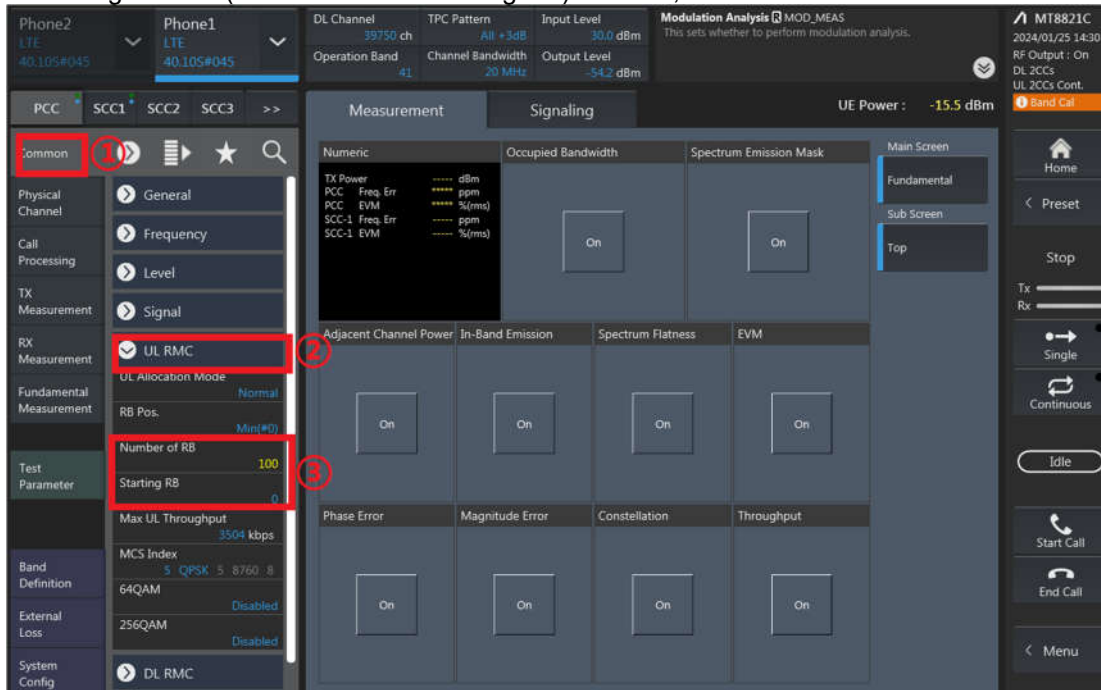 Phone2
LTE
40.105#045
Phone1
LTE
40.105#045
DL Channel
39750 ch
TPC Pattern
All +3dB
Input Level
30.0 dBm
Operation Band
41
Channel Bandwidth
20 MHz
Output Level
-54.2 dBm
Modulation Analysis R MOD_MEAS
This sets whether to perform modulation analysis.
MT8821C
2024/01/25 14:30
RF Output : On
DL 2CCs
UL 2CCs Cont.
Band Cal
PCC SCC1 SCC2 SCC3 >>
Measurement Signaling
UE Power : -15.5 dBm
Common
①
Physical
Channel
Call
Processing
TX
Measurement
RX
Measurement
Fundamental
Measurement
Test
Parameter
Band
Definition
External
Loss
System
Config
General
Frequency
Level
Signal
UL RMC
②
UL Allocation Mode
Normal
RB Pos.
Min(#0)
Number of RB
100
③
Starting RB
0
Max UL Throughput
3504 kbps
MCS Index
5 QPSK 5 8760 8
64QAM
Disabled
256QAM
Disabled
DL RMC
Numeric
TX Power ----- dBm
PCC Freq. Err ***** ppm
PCC EVM ***** %(rms)
SCC-1 Freq. Err ----- ppm
SCC-1 EVM ----- %(rms)
Occupied Bandwidth
On
Spectrum Emission Mask
On
Adjacent Channel Power
On
In-Band Emission
On
Spectrum Flatness
On
EVM
On
Phase Error
On
Magnitude Error
On
Constellation
On
Throughput
On
Main Screen
Fundamental
Sub Screen
Top
Home
< Preset
Stop
Tx
Rx
Single
Continuous
Idle
Start Call
End Call
< Menu